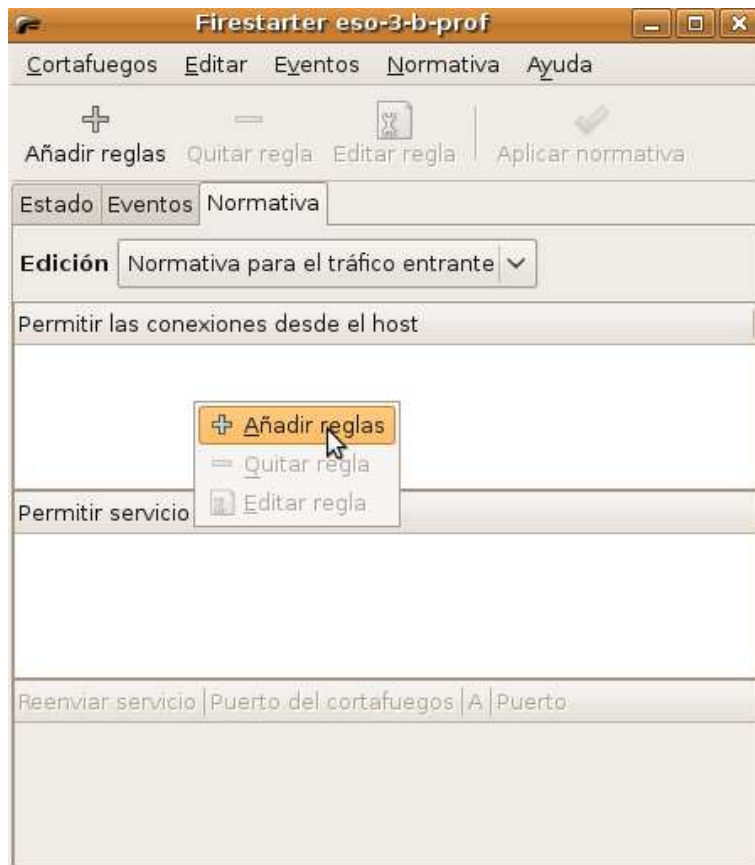 Firestarter eso-3-b-prof
Cortafuegos Editar Eventos Normativa Ayuda
Añadir reglas Quitar regla Editar regla Aplicar normativa
Estado Eventos Normativa
Edición Normativa para el tráfico entrante
Permitir las conexiones desde el host
Añadir reglas
Quitar regla
Editar regla
Permitir servicio
Reenviar servicio Puerto del cortafuegos A Puerto